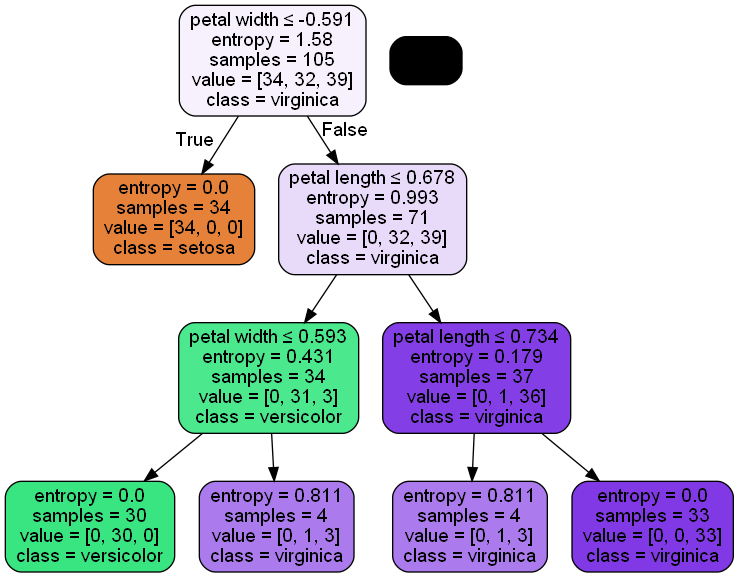 petal width ≤ -0.591
entropy = 1.58
samples = 105
value = [34, 32, 39]
class = virginica
True
False
entropy = 0.0
samples = 34
value = [34, 0, 0]
class = setosa
petal length ≤ 0.678
entropy = 0.993
samples = 71
value = [0, 32, 39]
class = virginica
petal width ≤ 0.593
entropy = 0.431
samples = 34
value = [0, 31, 3]
class = versicolor
petal length ≤ 0.734
entropy = 0.179
samples = 37
value = [0, 1, 36]
class = virginica
entropy = 0.0
samples = 30
value = [0, 30, 0]
class = versicolor
entropy = 0.811
samples = 4
value = [0, 1, 3]
class = virginica
entropy = 0.811
samples = 4
value = [0, 1, 3]
class = virginica
entropy = 0.0
samples = 33
value = [0, 0, 33]
class = virginica